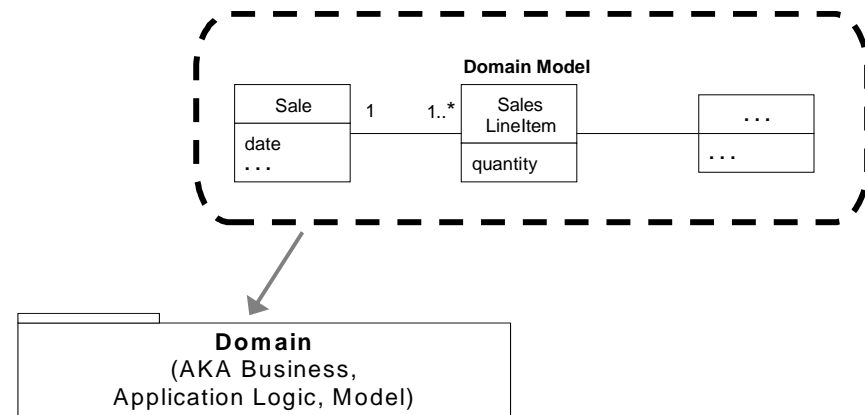 Domain Model
Sale
1
1..*
Sales
LineItem
. . .
date
. . .
quantity
. . .
Domain
(AKA Business,
Application Logic, Model)